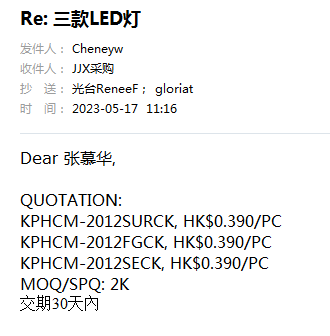 Re: 三款LED灯
发件人： Cheneyw
收件人： JJX采购
抄　送： 光台ReneeF； gloriat
时　间： 2023-05-17 11:16
Dear 张慕华,
QUOTATION:
KPHCM-2012SURCK, HK$0.390/PC
KPHCM-2012FGCK, HK$0.390/PC
KPHCM-2012SECK, HK$0.390/PC
MOQ/SPQ: 2K
交期30天內